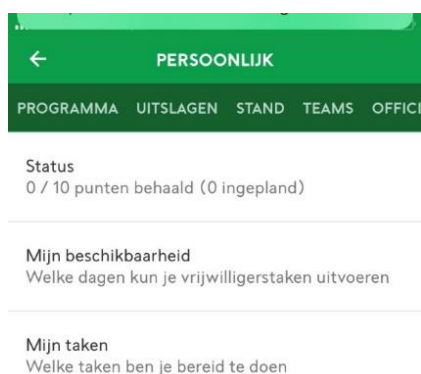 PERSOONLIJK
PROGRAMMA UITSLAGEN STAND TEAMS OFFICI
Status
0 / 10 punten behaald (0 ingepland)
Mijn beschikbaarheid
Welke dagen kun je vrijwilligerstaken uitvoeren
Mijn taken
Welke taken ben je bereid te doen